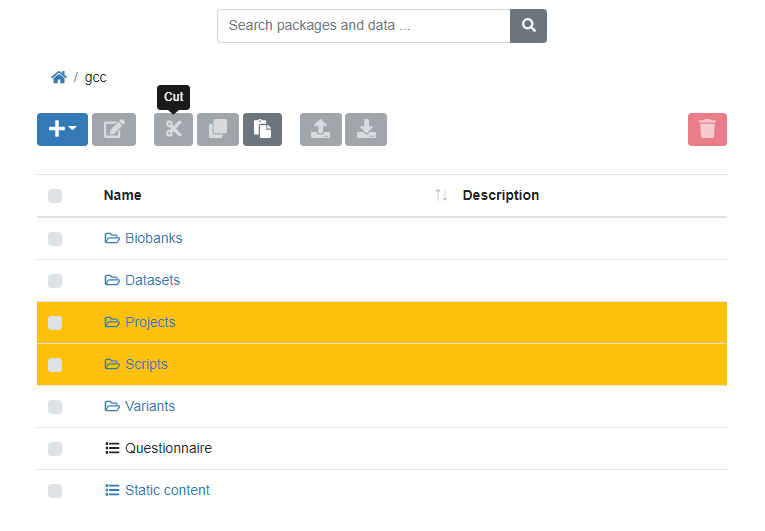 Search packages and data ...
/ gcc
Cut
Name Description
Biobanks
Datasets
Projects
Scripts
Variants
Questionnaire
Static content